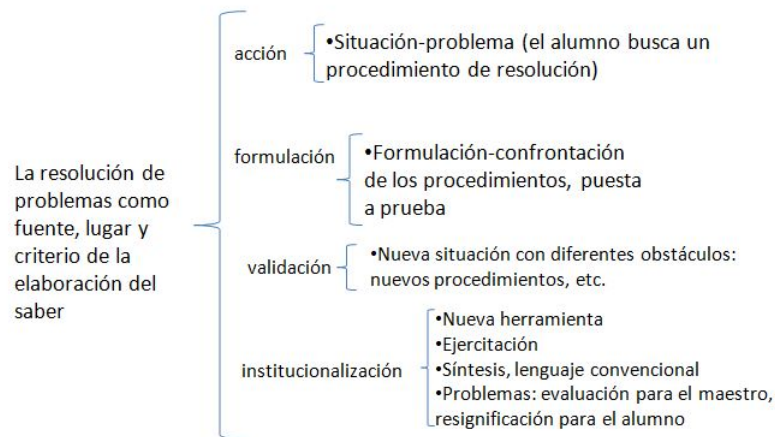 La resolución de
problemas como
fuente, lugar y
criterio de la
elaboración del
saber
acción
•Situación-problema (el alumno busca un
procedimiento de resolución)
formulación
•Formulación-confrontación
de los procedimientos, puesta
a prueba
validación
•Nueva situación con diferentes obstáculos:
nuevos procedimientos, etc.
institucionalización
•Nueva herramienta
•Ejercitación
•Síntesis, lenguaje convencional
•Problemas: evaluación para el maestro,
resignificación para el alumno